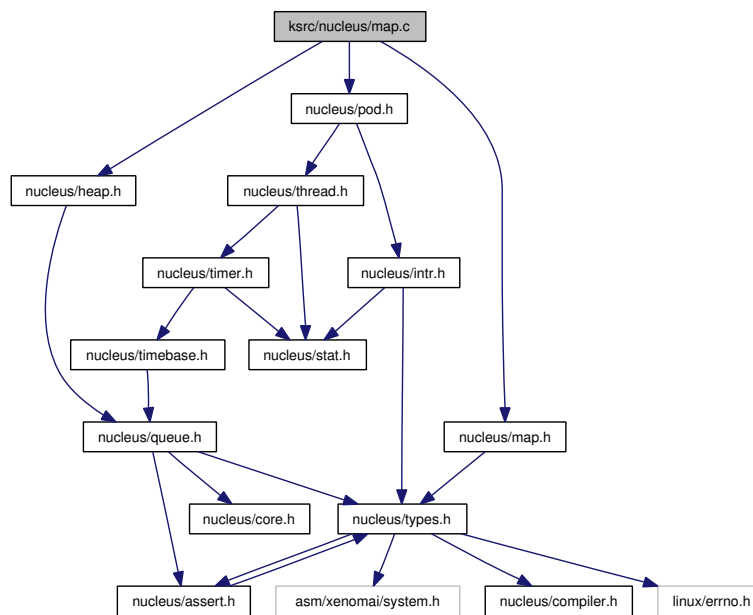 ksrc/nucleus/map.c
nucleus/pod.h
nucleus/heap.h
nucleus/thread.h
nucleus/timer.h
nucleus/intr.h
nucleus/timebase.h
nucleus/stat.h
nucleus/queue.h
nucleus/map.h
nucleus/core.h
nucleus/types.h
nucleus/assert.h
asm/xenomai/system.h
nucleus/compiler.h
linux/errno.h